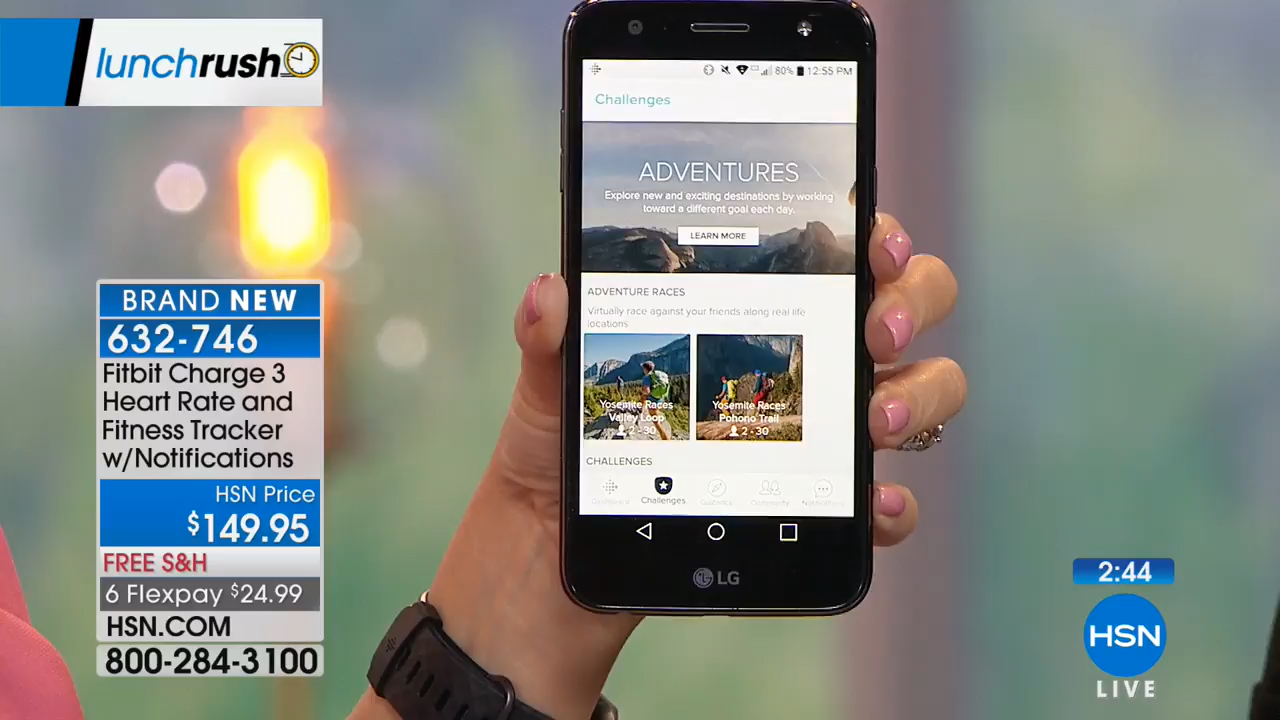 lunchrush
BRAND NEW
632-746
Fitbit Charge 3
Heart Rate and
Fitness Tracker
w/Notifications
HSN Price
$149.95
FREE S&H
6 Flexpay $24.99
HSN.COM
800-284-3100
80% 12:55 PM
Challenges
ADVENTURES
Explore new and exciting destinations by working
toward a different goal each day.
LEARN MORE
ADVENTURE RACES
Virtually race against your friends along real life
locations
Yosemite Races
Valley Loop
2 - 30
Yosemite Races
Pohono Trail
2 - 30
CHALLENGES
Dashboard Challenges Guidance Community Notifications
LG
2:44
HSN
LIVE